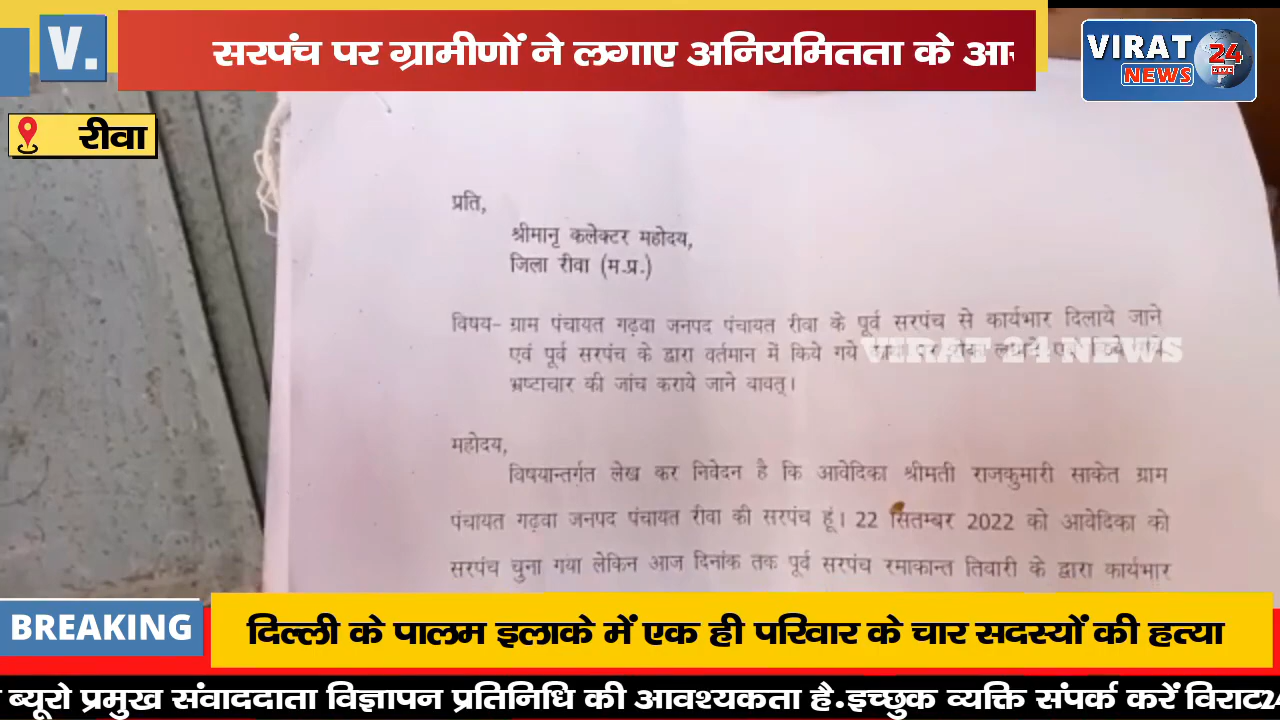 V.
सरपंच पर ग्रामीणों ने लगाए अनियमितता के
VIRAT
NEWS
24
LIVE
रीवा
प्रति,
श्रीमानृ कलेक्टर महोदय,
जिला रीवा (म.प्र.)
विषय- ग्राम पंचायत गढ़वा जनपद पंचायत रीवा के पूर्व सरपंच से कार्यभार दिलाये जाने
एवं पूर्व सरपंच के द्वारा वर्तमान में किये गये
VIRAT 24 NEWS
भ्रष्टाचार की जांच कराये जाने वावत्।
महोदय,
विषयान्तर्गत लेख कर निवेदन है कि आवेदिका श्रीमती राजकुमारी साकेत ग्राम
पंचायत गढ़वा जनपद पंचायत रीवा की सरपंच हूं। 22 सितम्बर 2022 को आवेदिका को
सरपंच चुना गया लेकिन आज दिनांक तक पूर्व सरपंच रमाकान्त तिवारी के द्वारा कार्यभार
BREAKING
दिल्ली के पालम इलाके में एक ही परिवार के चार सदस्यों की हत्या
ब्यूरो प्रमुख संवाददाता विज्ञापन प्रतिनिधि की आवश्यकता है.इच्छुक व्यक्ति संपर्क करें विराट24